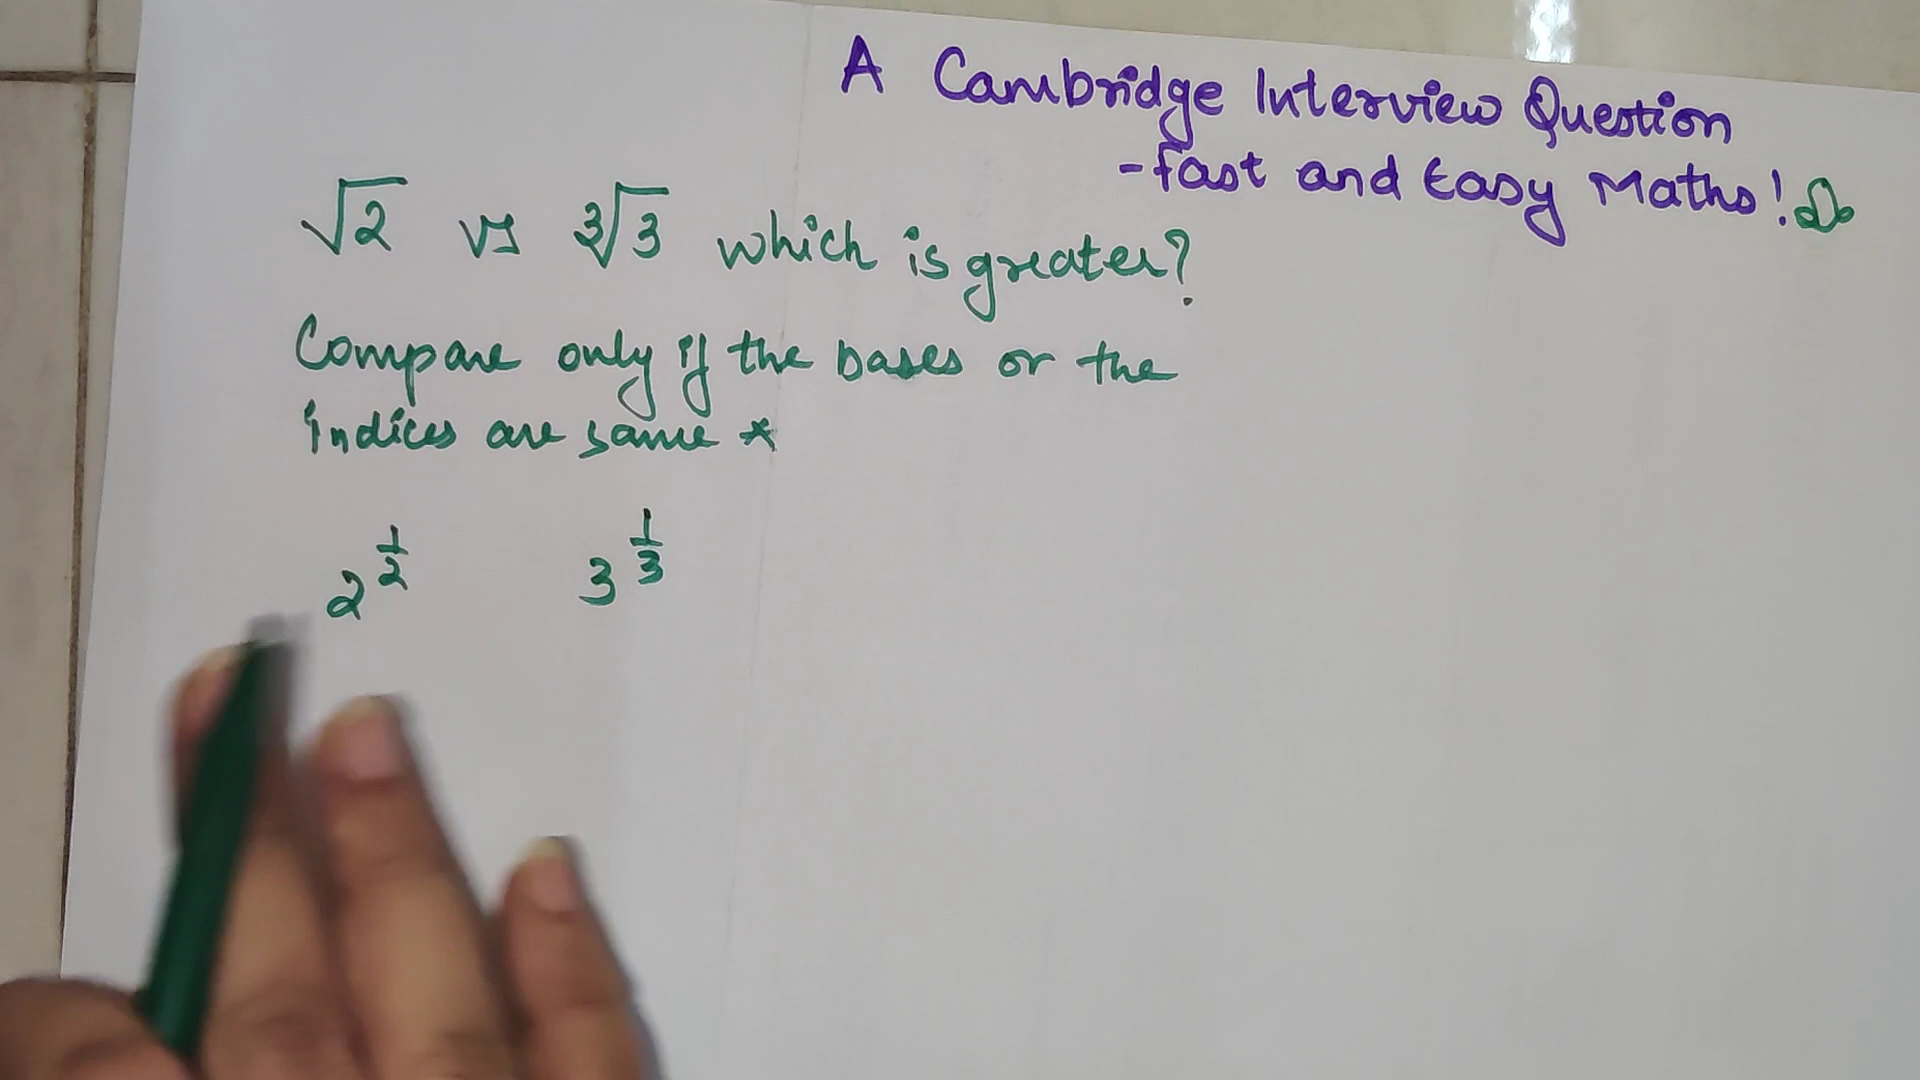 A Cambridge Interview Question
- Fast and Easy Maths!
√2 vs ∛3 which is greater?
Compare only if the bases or the
indices are same *
2^(1/2) 3^(1/3)